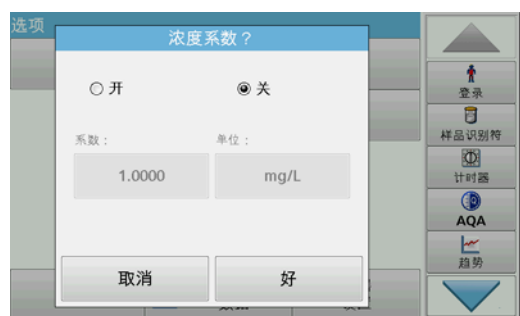 选项
浓度系数？
开
关
系数：
单位：
1.0000
mg/L
取消
好
登录
样品识别符
计时器
AQA
趋势